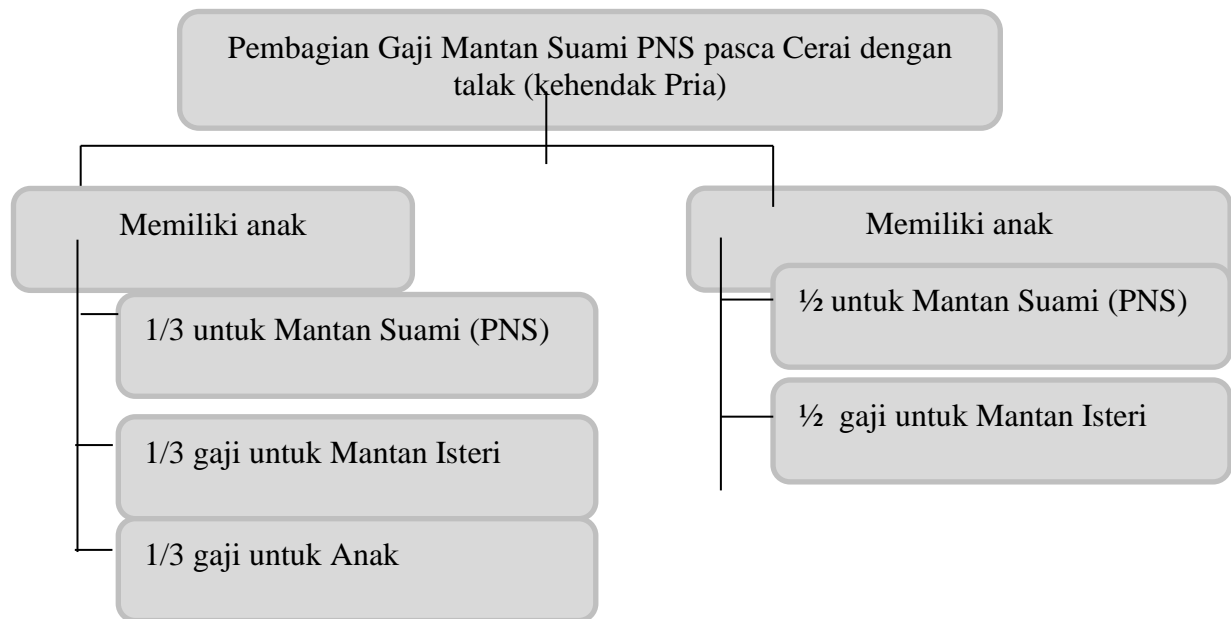 Pembagian Gaji Mantan Suami PNS pasca Cerai dengan
talak (kehendak Pria)
Memiliki anak
1/3 untuk Mantan Suami (PNS)
1/3 gaji untuk Mantan Isteri
1/3 gaji untuk Anak
Memiliki anak
½ untuk Mantan Suami (PNS)
½ gaji untuk Mantan Isteri